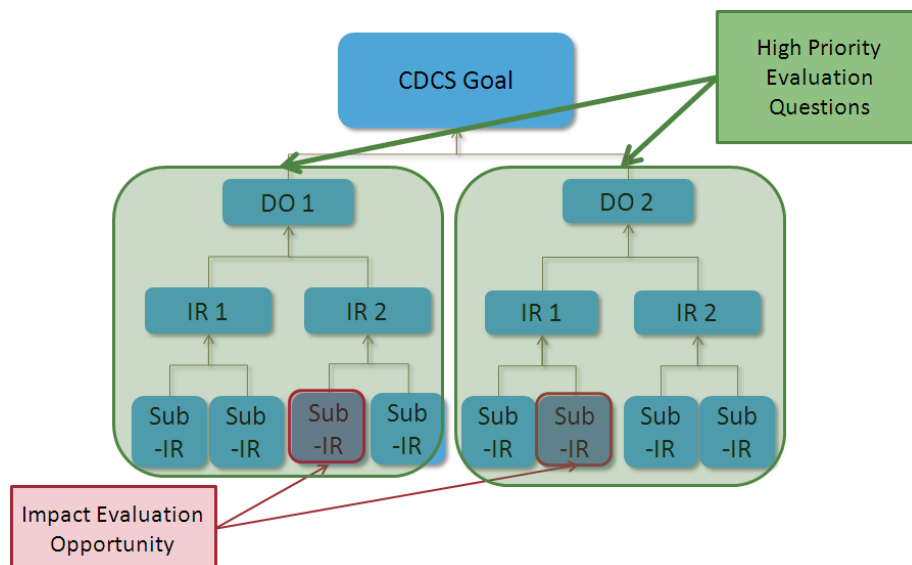 High Priority
Evaluation
Questions
CDCS Goal
DO 1
DO 2
IR 1
IR 2
IR 1
IR 2
Sub
-IR
Sub
-IR
Sub
-IR
Sub
-IR
Sub
-IR
Sub
-IR
Sub
-IR
Sub
-IR
Impact Evaluation
Opportunity